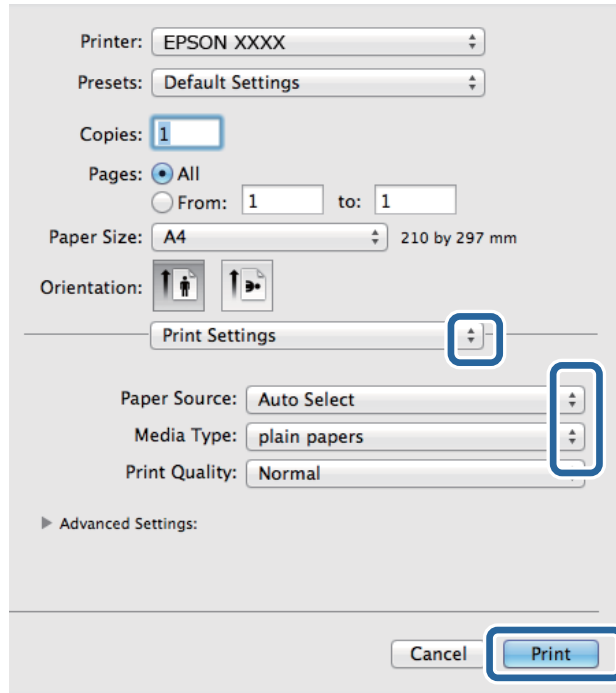 Printer: EPSON XXXX
Presets: Default Settings
Copies: 1
Pages: All
From: 1 to: 1
Paper Size: A4 210 by 297 mm
Orientation:
Print Settings
Paper Source: Auto Select
Media Type: plain papers
Print Quality: Normal
Advanced Settings:
Cancel Print